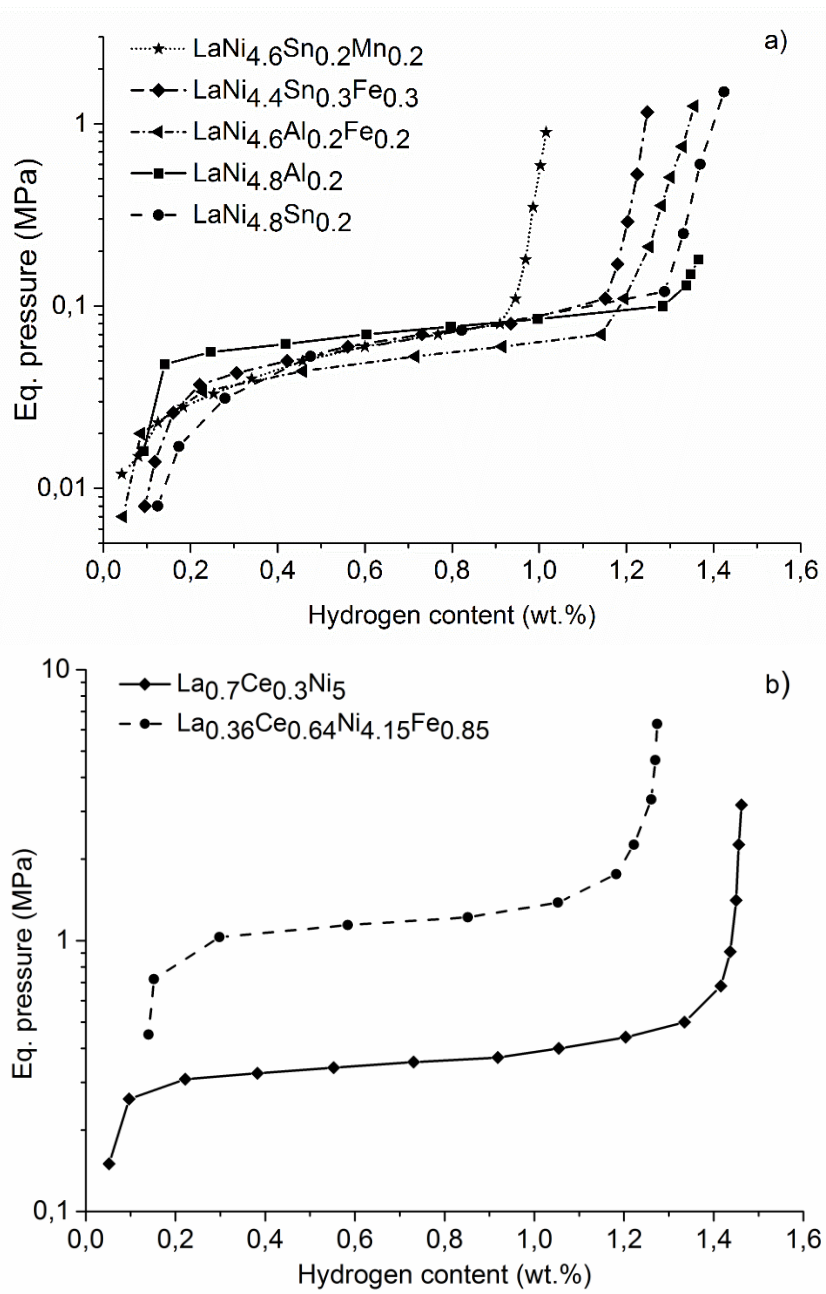 a)
LaNi4.6Sn0.2Mn0.2
LaNi4.4Sn0.3Fe0.3
LaNi4.6Al0.2Fe0.2
LaNi4.8Al0.2
LaNi4.8Sn0.2
Eq. pressure (MPa)
1
0,1
0,01
0,0 0,2 0,4 0,6 0,8 1,0 1,2 1,4 1,6
Hydrogen content (wt.%)
b)
La0.7Ce0.3Ni5
La0.36Ce0.64Ni4.15Fe0.85
Eq. pressure (MPa)
10
1
0,1
0,0 0,2 0,4 0,6 0,8 1,0 1,2 1,4 1,6
Hydrogen content (wt.%)